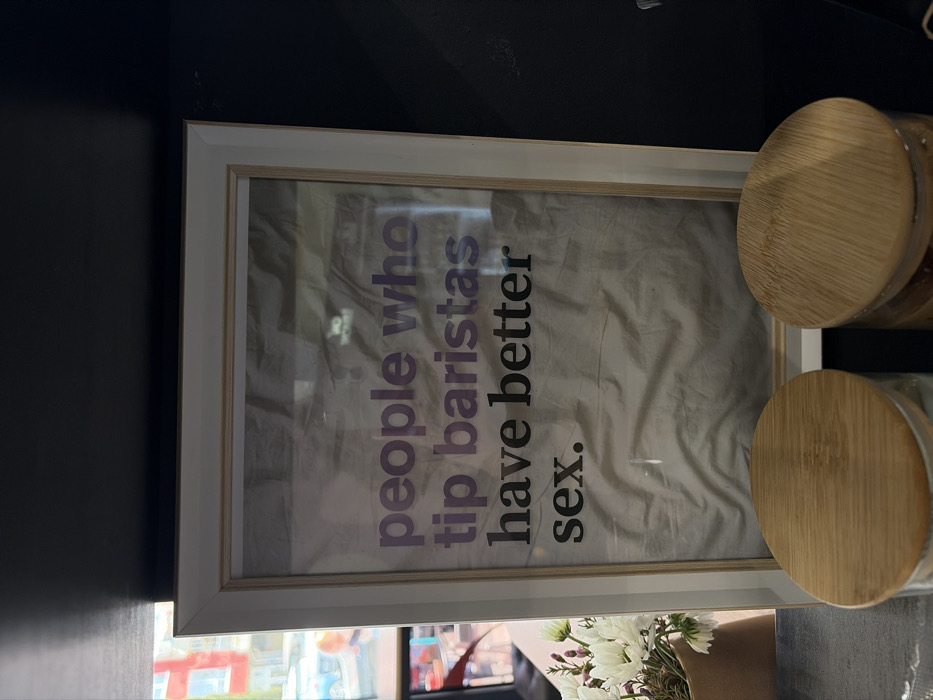 people who
tip baristas
have better
sex.